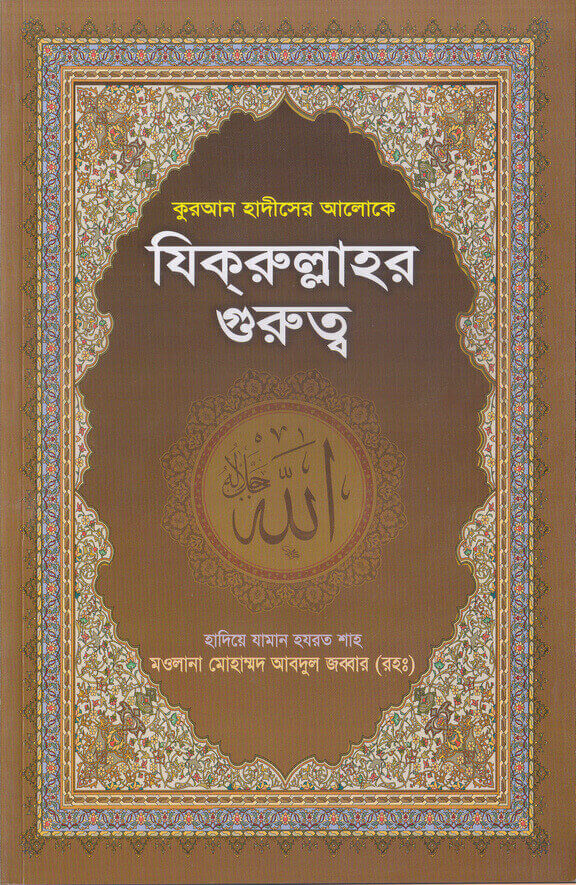 কুরআন হাদীসের আলোকে
যিক্‌রুল্লাহর
গুরুত্ব
الله جل جلاله
হাদিয়ে যামান হযরত শাহ
মওলানা মোহাম্মদ আবদুল জব্বার (রহঃ)